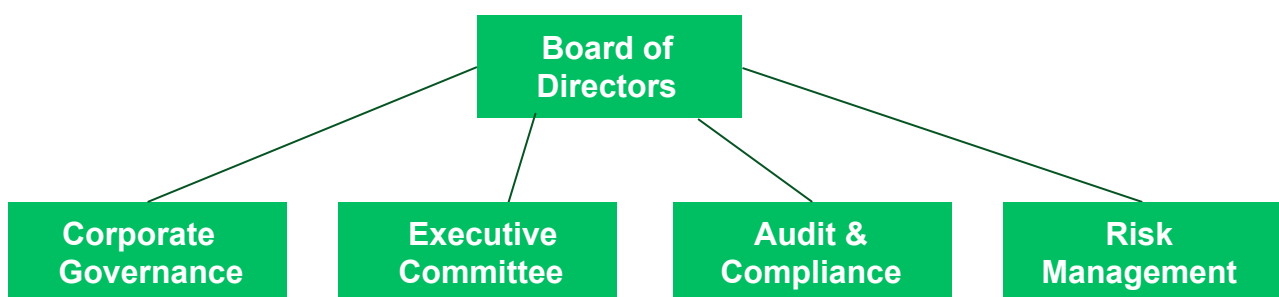 Board of
Directors
Corporate
Governance
Executive
Committee
Audit &
Compliance
Risk
Management